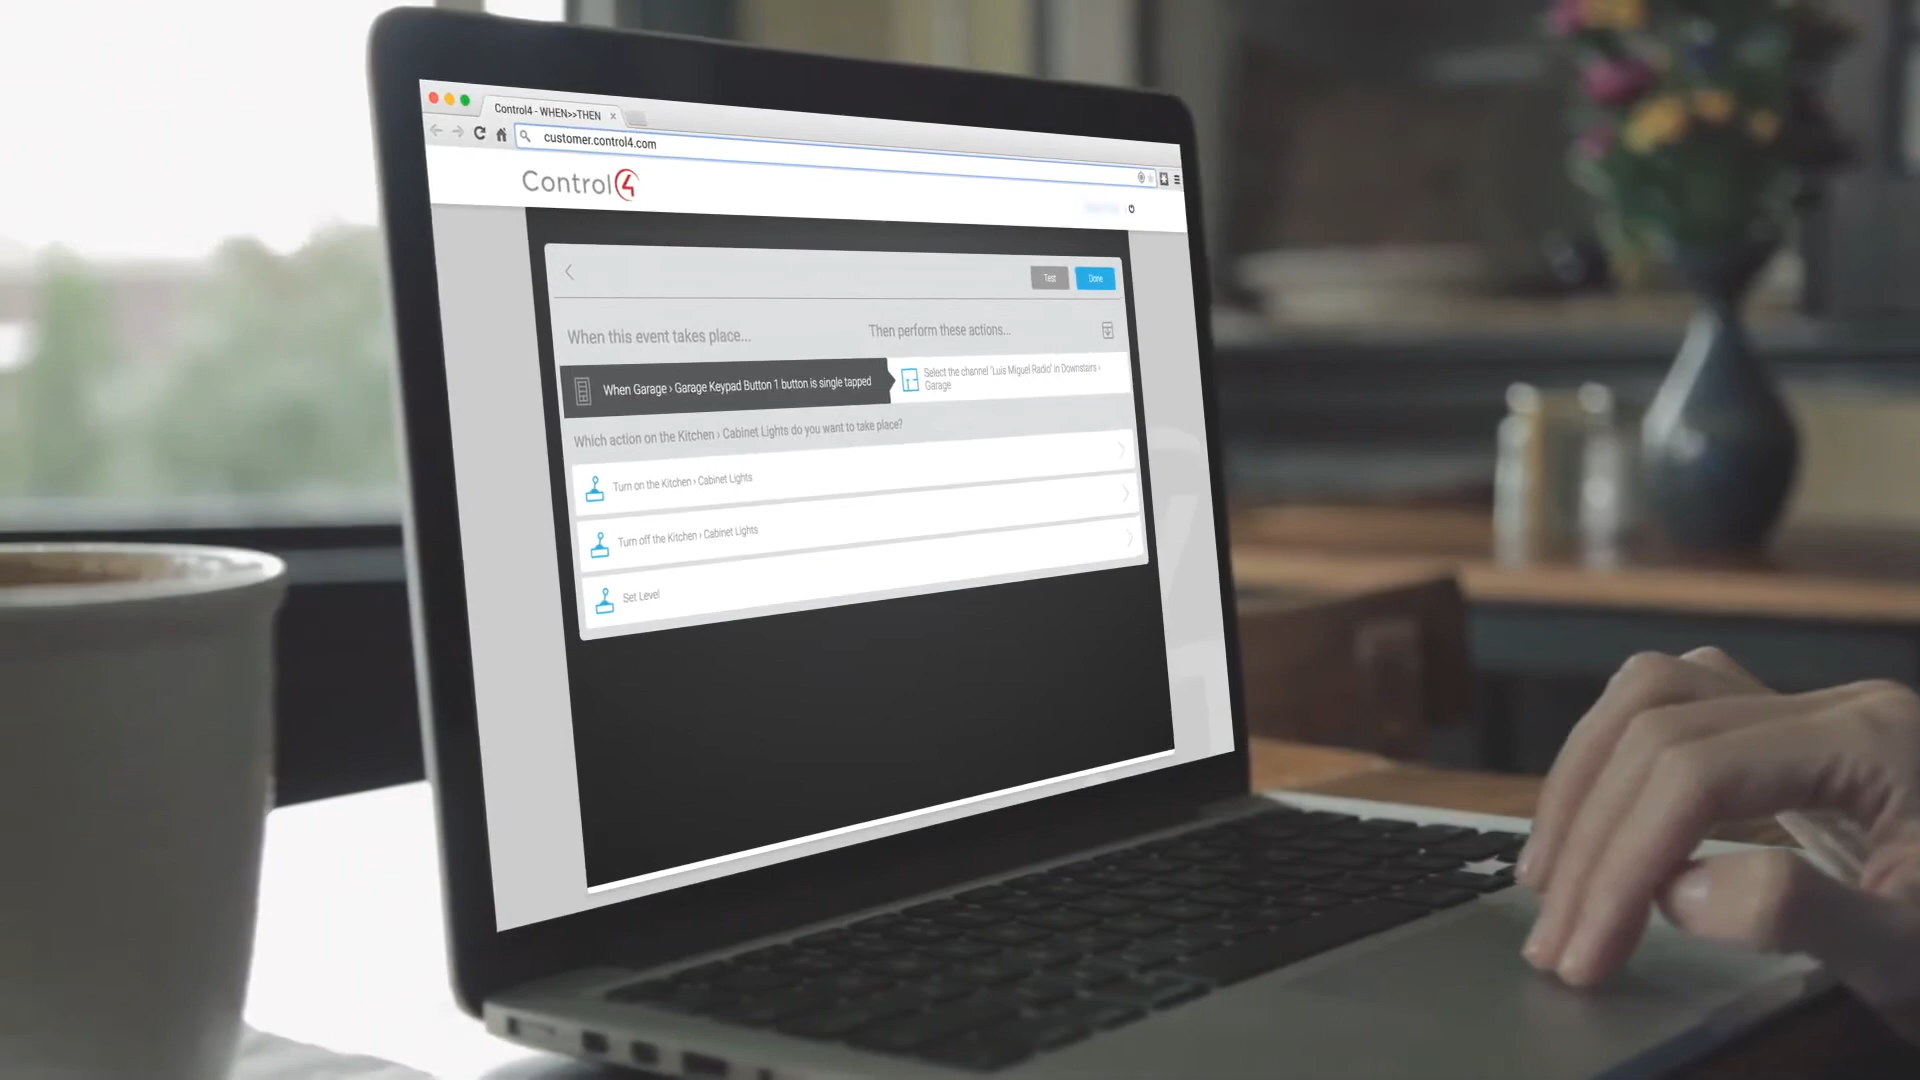 Control4 - WHEN>>THEN
customer.control4.com
Control4
Test
Done
When this event takes place...
Then perform these actions...
When Garage › Garage Keypad Button 1 button is single tapped
Select the channel 'Luis Miguel Radio' in Downstairs ›
Garage
Which action on the Kitchen › Cabinet Lights do you want to take place?
Turn on the Kitchen › Cabinet Lights
Turn off the Kitchen › Cabinet Lights
Set Level